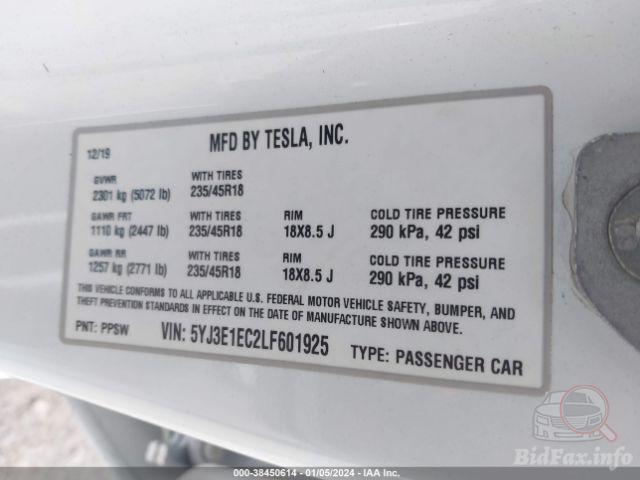 MFD BY TESLA, INC.
12/19
GVWR WITH TIRES
2301 kg (5072 lb) 235/45R18
GAWR FRT WITH TIRES RIM COLD TIRE PRESSURE
1110 kg (2447 lb) 235/45R18 18X8.5 J 290 kPa, 42 psi
GAWR RR WITH TIRES RIM COLD TIRE PRESSURE
1257 kg (2771 lb) 235/45R18 18X8.5 J 290 kPa, 42 psi
THIS VEHICLE CONFORMS TO ALL APPLICABLE U.S. FEDERAL MOTOR VEHICLE SAFETY, BUMPER, AND
THEFT PREVENTION STANDARDS IN EFFECT ON THE DATE OF MANUFACTURE SHOWN ABOVE.
PNT: PPSW VIN: 5YJ3E1EC2LF601925 TYPE: PASSENGER CAR
BidFax.info
000-38450614 - 01/05/2024 - IAA Inc.